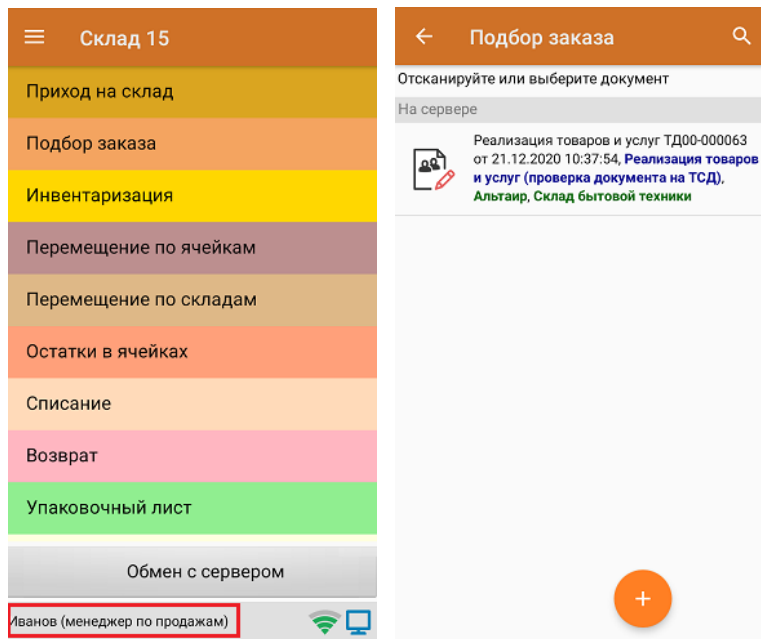 Склад 15
Приход на склад
Подбор заказа
Инвентаризация
Перемещение по ячейкам
Перемещение по складам
Остатки в ячейках
Списание
Возврат
Упаковочный лист
Обмен с сервером
Иванов (менеджер по продажам)
Подбор заказа
Отсканируйте или выберите документ
На сервере
Реализация товаров и услуг ТД00-000063
от 21.12.2020 10:37:54, Реализация товаров
и услуг (проверка документа на ТСД),
Альтаир, Склад бытовой техники